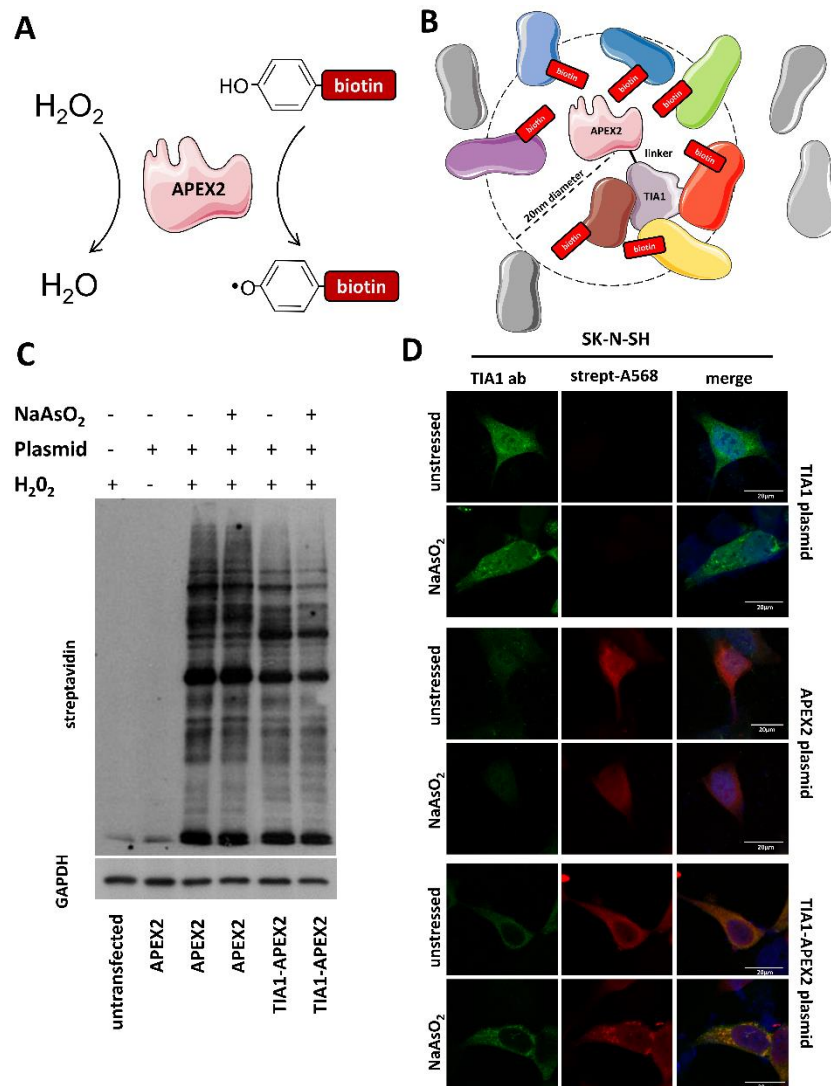 A
H₂O₂
HO
biotin
APEX2
H₂O
•O
biotin
B
biotin
biotin
biotin
biotin
APEX2
linker
biotin
20nm diameter
TIA1
biotin
biotin
C
NaAsO₂ - - - + - +
Plasmid - + + + + +
H₂0₂ + - + + + +
streptavidin
GAPDH
untransfected
APEX2
APEX2
APEX2
TIA1-APEX2
TIA1-APEX2
D
SK-N-SH
TIA1 ab strept-A568 merge
unstressed
20µm
NaAsO₂
20µm
TIA1 plasmid
unstressed
20µm
NaAsO₂
20µm
APEX2 plasmid
unstressed
20µm
NaAsO₂
TIA1-APEX2 plasmid